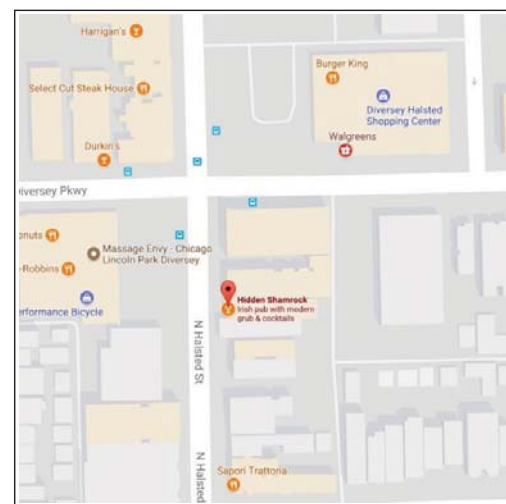 Harrigan's
Select Cut Steak House
Durkin's
Burger King
Diversey Halsted
Shopping Center
Walgreens
iversey Pkwy
onuts
Massage Envy - Chicago
Lincoln Park Diversey
-Robbins
erformance Bicycle
Hidden Shamrock
Irish pub with modern
grub & cocktails
N Halsted St
N Halsted
Sapori Trattoria